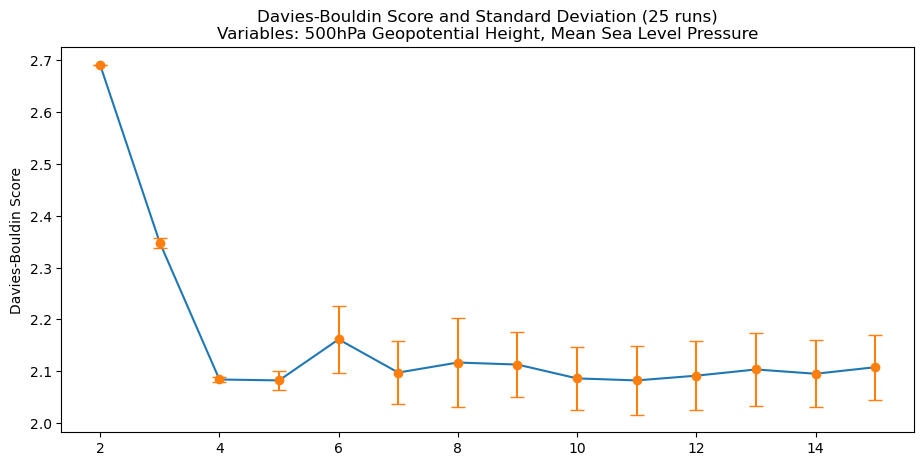 Davies-Bouldin Score and Standard Deviation (25 runs)
Variables: 500hPa Geopotential Height, Mean Sea Level Pressure
Davies-Bouldin Score
2.7
2.6
2.5
2.4
2.3
2.2
2.1
2.0
2 4 6 8 10 12 14